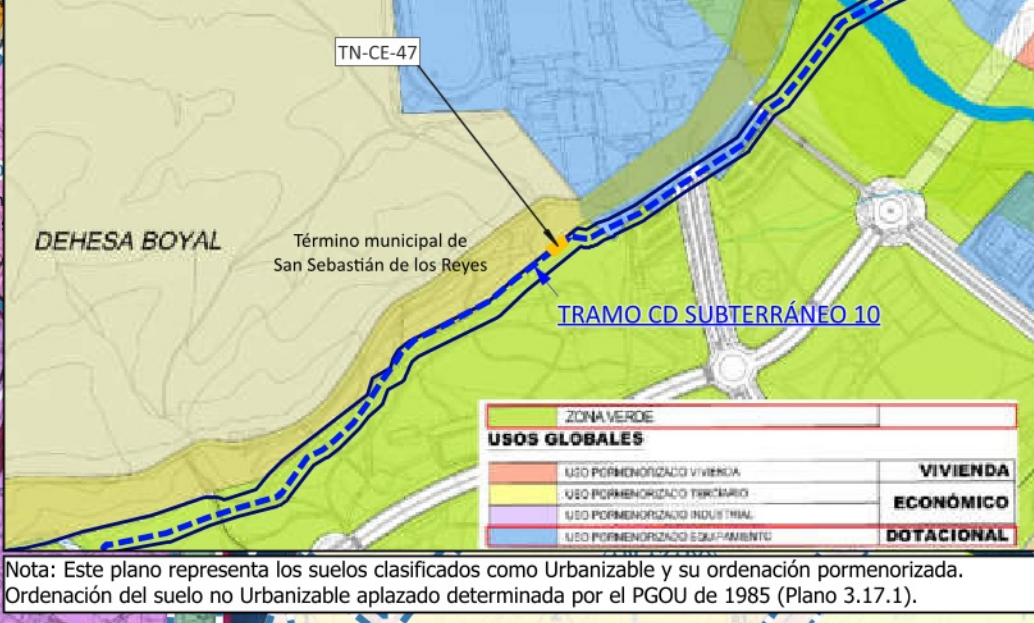 TN-CE-47
DEHESA BOYAL
Término municipal de
San Sebastián de los Reyes
TRAMO CD SUBTERRÁNEO 10
ZONA VERDE
USOS GLOBALES
USO PORMENORIZADO VIVIENDA
VIVIENDA
USO PORMENORIZADO TERCIARIO
ECONÓMICO
USO PORMENORIZADO INDUSTRIAL
USO PORMENORIZADO EQUIPAMIENTO
DOTACIONAL
Nota: Este plano representa los suelos clasificados como Urbanizable y su ordenación pormenorizada.
Ordenación del suelo no Urbanizable aplazado determinada por el PGOU de 1985 (Plano 3.17.1).